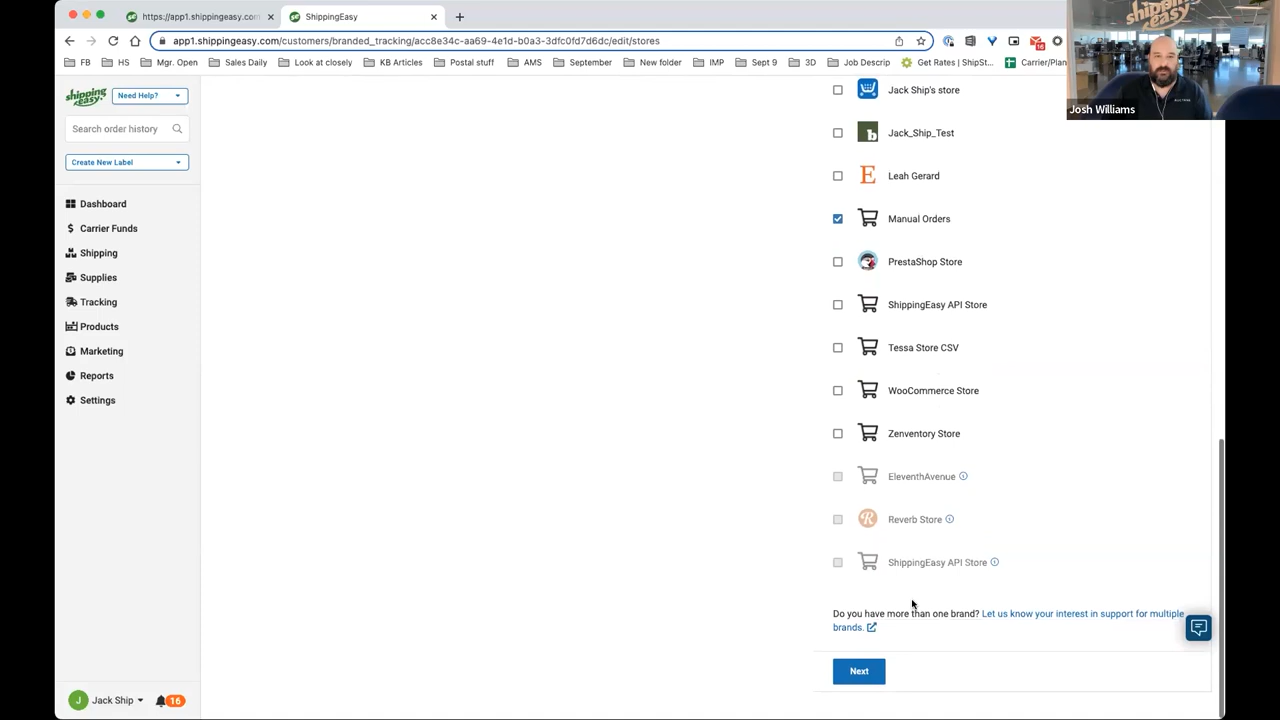 https://app1.shippingeasy.com
ShippingEasy
app1.shippingeasy.com/customers/branded_tracking/acc8e34c-aa69-4e1d-b0a3-3dfc0fd7d6dc/edit/stores
FB
HS
Mgr. Open
Sales Daily
Look at closely
KB Articles
Postal stuff
AMS
September
New folder
IMP
Sept 9
3D
Job Descrip
Get Rates | ShipSt...
Carrier/Plan
16
shipping easy
Josh Williams
shipping easy.
Need Help?
Search order history
Create New Label
Dashboard
$ Carrier Funds
Shipping
Supplies
Tracking
Products
Marketing
Reports
Settings
J Jack Ship
16
Jack Ship's store
b Jack_Ship_Test
E Leah Gerard
Manual Orders
PrestaShop Store
ShippingEasy API Store
Tessa Store CSV
WooCommerce Store
Zenventory Store
EleventhAvenue
R Reverb Store
ShippingEasy API Store
Do you have more than one brand? Let us know your interest in support for multiple
brands.
Next